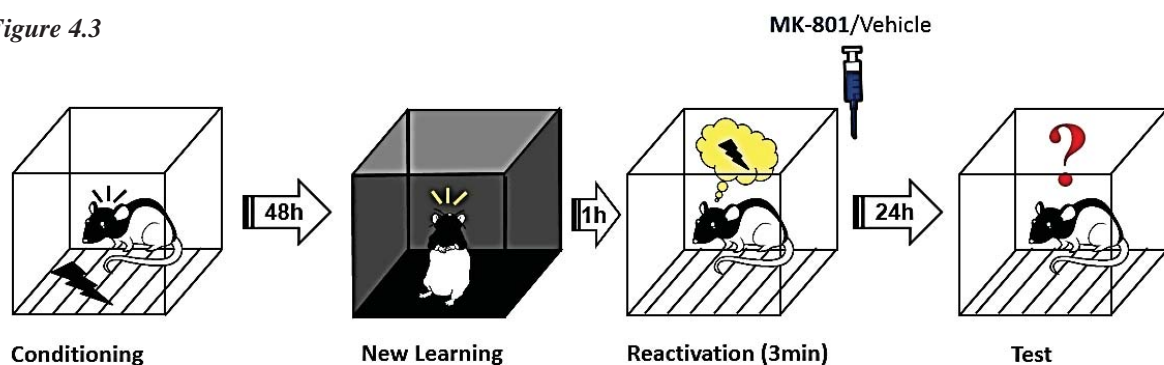 Figure 4.3
MK-801/Vehicle
48h
1h
24h
Conditioning
New Learning
Reactivation (3min)
Test